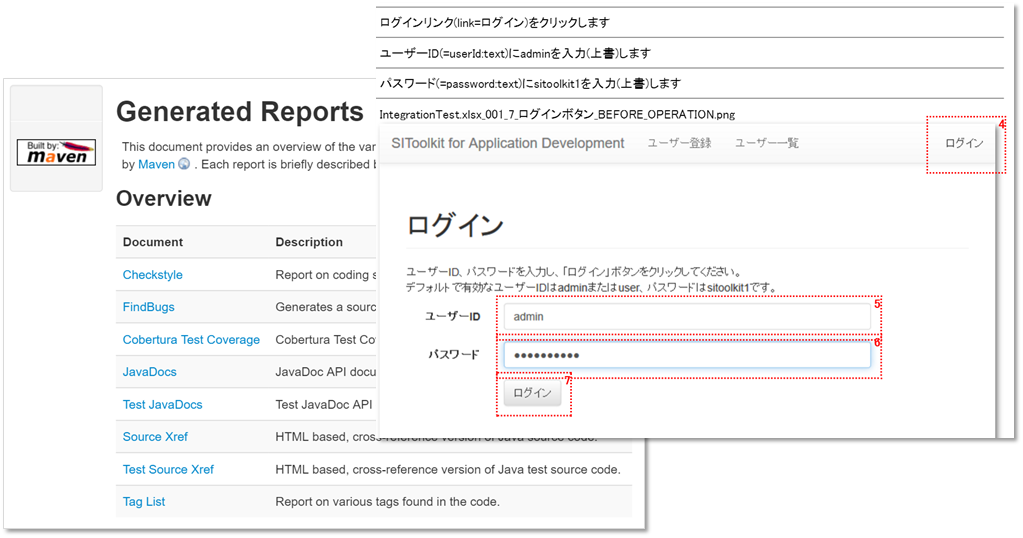 ログインリンク(link=ログイン)をクリックします
ユーザーID(=userId:text)にadminを入力(上書)します
パスワード(=password:text)にsitoolkit1を入力(上書)します
IntegrationTest.xlsx_001_7_ログインボタン_BEFORE_OPERATION.png
4
SIToolkit for Application Development ユーザー登録 ユーザー一覧 ログイン
ログイン
ユーザーID、パスワードを入力し、「ログイン」ボタンをクリックしてください。
デフォルトで有効なユーザーIDはadminまたはuser、パスワードはsitoolkit1です。
5
ユーザーID admin
6
パスワード ●●●●●●●●●●
7
ログイン
Built by:
maven
Generated Reports
This document provides an overview of the
by Maven . Each report is briefly described
Overview
Document Description
Checkstyle Report on coding
FindBugs Generates a
Cobertura Test Coverage Cobertura Test
JavaDocs JavaDoc API
Test JavaDocs Test JavaDoc API
Source Xref HTML based, cross-reference version of Java source code.
Test Source Xref HTML based, cross-reference version of Java test source code.
Tag List Report on various tags found in the code.